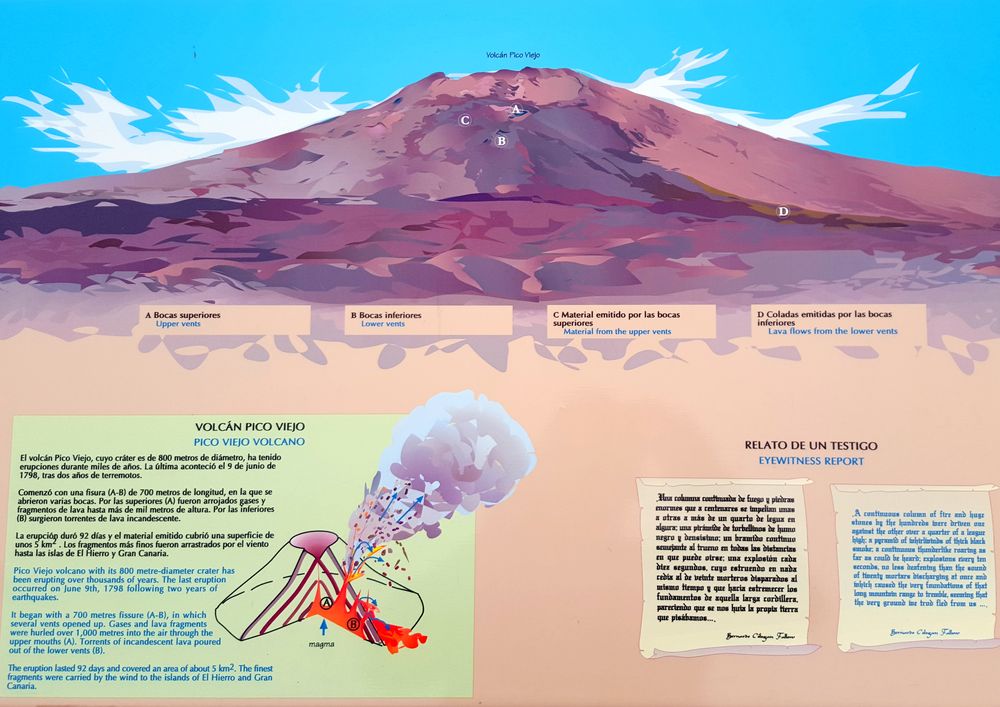 Volcán Pico Viejo
A
C
B
D
A Bocas superiores
Upper vents
B Bocas inferiores
Lower vents
C Material emitido por las bocas
superiores
Material from the upper vents
D Coladas emitidas por las bocas
inferiores
Lava flows from the lower vents
VOLCÁN PICO VIEJO
PICO VIEJO VOLCANO
El volcán Pico Viejo, cuyo cráter es de 800 metros de diámetro, ha tenido
erupciones durante miles de años. La última aconteció el 9 de junio de
1798, tras dos años de terremotos.
Comenzó con una fisura (A-B) de 700 metros de longitud, en la que se
abrieron varias bocas. Por las superiores (A) fueron arrojados gases y
fragmentos de lava hasta más de mil metros de altura. Por las inferiores
(B) surgieron torrentes de lava incandescente.
La erupción duró 92 días y el material emitido cubrió una superficie de
unos 5 km². Los fragmentos más finos fueron arrastrados por el viento
hasta las islas de El Hierro y Gran Canaria.
Pico Viejo volcano with its 800 metre-diameter crater has
been erupting over thousands of years. The last eruption
occurred on June 9th, 1798 following two years of
earthquakes.
It began with a 700 metres fissure (A-B), in which
several vents opened up. Gases and lava fragments
were hurled over 1,000 metres into the air through the
upper mouths (A). Torrents of incandescent lava poured
out of the lower vents (B).
The eruption lasted 92 days and covered an area of about 5 km². The finest
fragments were carried by the wind to the islands of El Hierro and Gran
Canaria.
A
B
magma
RELATO DE UN TESTIGO
EYEWITNESS REPORT
Una columna continuada de fuego y piedras
enormes que a centenares se impelían unas
a otras a más de un quarto de legua en
algura; una pirámide de torbellinos de humo
negro y densísimo; un bramido continuo
semejante al trueno en todas las distancias
en que puede oirse; una explosión cada
diez segundos, cuyo estruendo en nada
cedía al de veinte morteros disparados al
mismo tiempo y que hacía estremecer los
fundamentos de aquella larga cordillera,
pareciendo que se nos huía la propia tierra
que pisábamos...
Bernardo Cólogan Fallow
A continuous column of fire and huge
stones by the hundreds were driven one
against the other over a quarter of a league
high; a pyramid of whirlwinds of thick black
smoke; a continuous thunderlike roaring as
far as could be heard; explosions every ten
seconds, no less deafening than the sound
of twenty mortars discharging at once and
which caused the very foundations of that
long mountain range to tremble, seeming that
the very ground we trod fled from us ...
Bernardo Cólogan Fallow